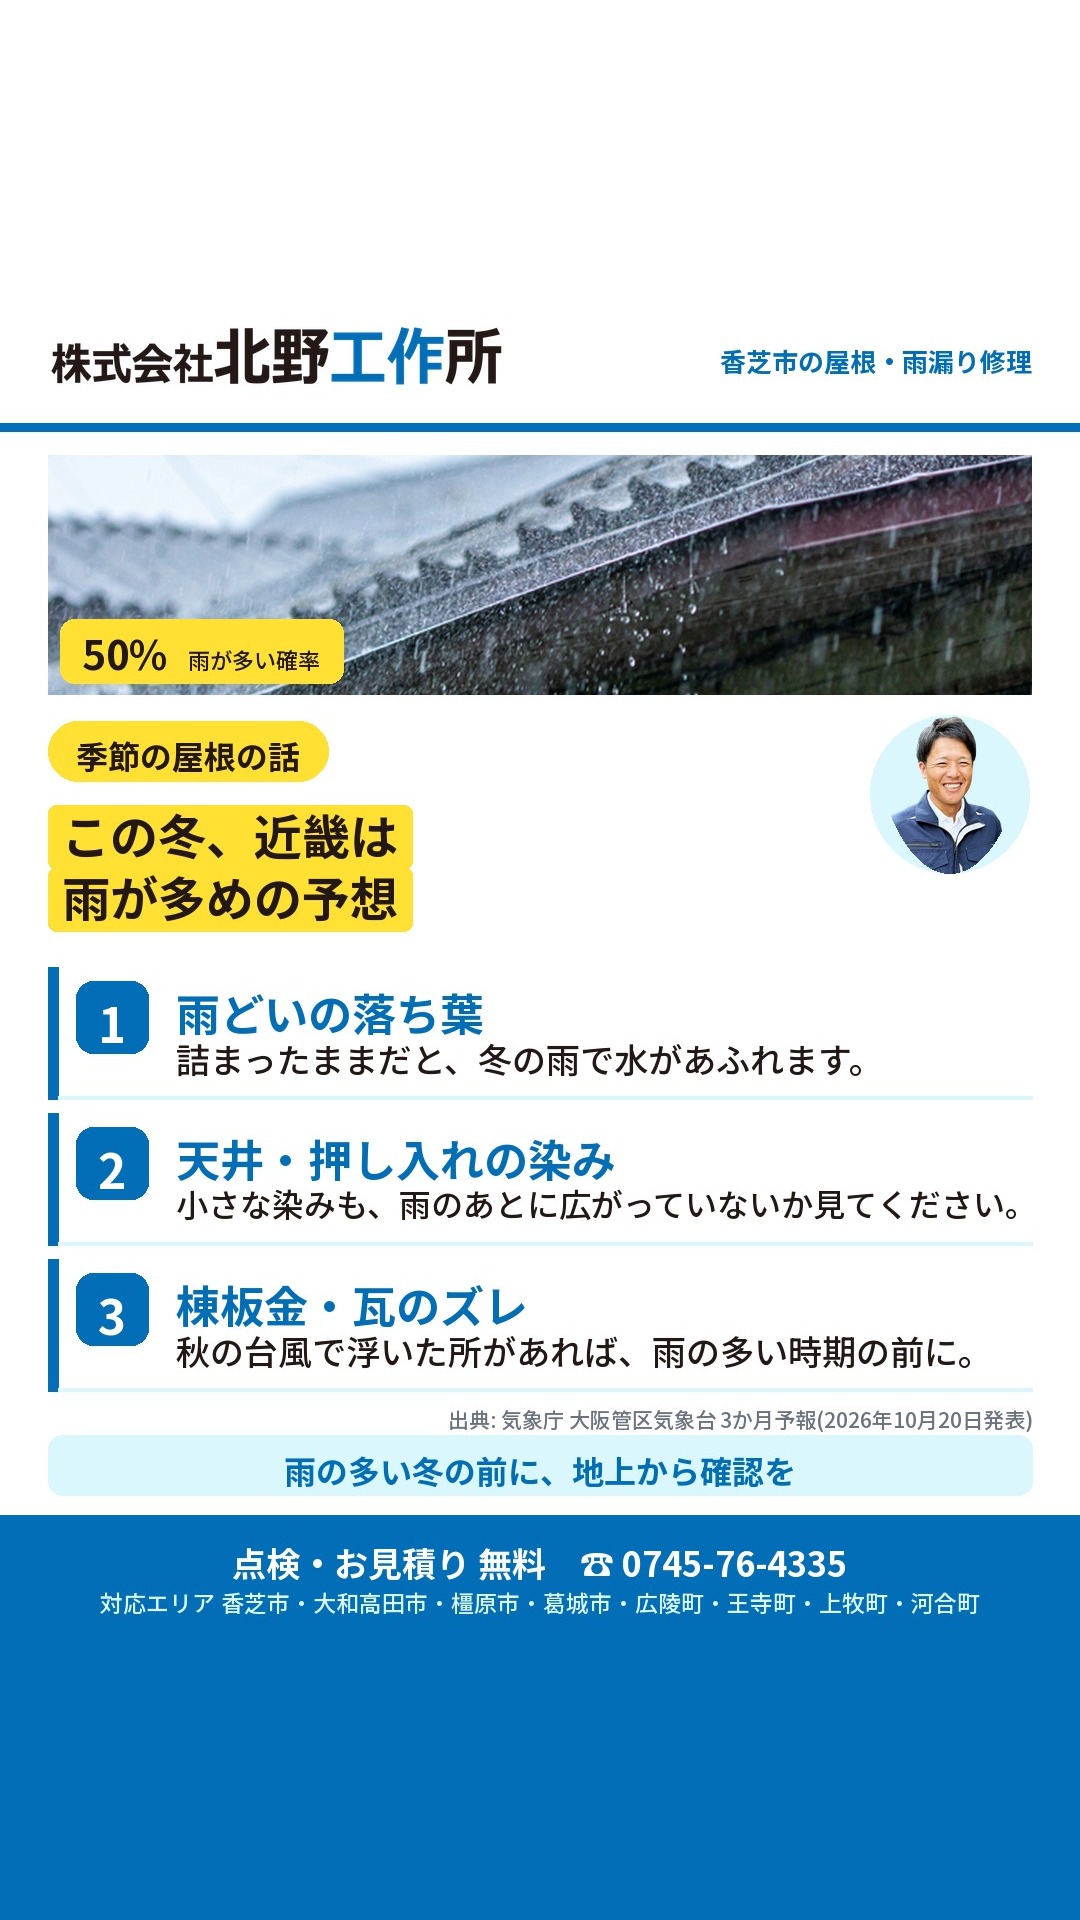 株式会社北野工作所
香芝市の屋根・雨漏り修理
50% 雨が多い確率
季節の屋根の話
この冬、近畿は
雨が多めの予想
1 雨どいの落ち葉
詰まったままだと、冬の雨で水があふれます。
2 天井・押し入れの染み
小さな染みも、雨のあとに広がっていないか見てください。
3 棟板金・瓦のズレ
秋の台風で浮いた所があれば、雨の多い時期の前に。
出典: 気象庁 大阪管区気象台 3か月予報(2026年10月20日発表)
雨の多い冬の前に、地上から確認を
点検・お見積り 無料 ☎ 0745-76-4335
対応エリア 香芝市・大和高田市・橿原市・葛城市・広陵町・王寺町・上牧町・河合町